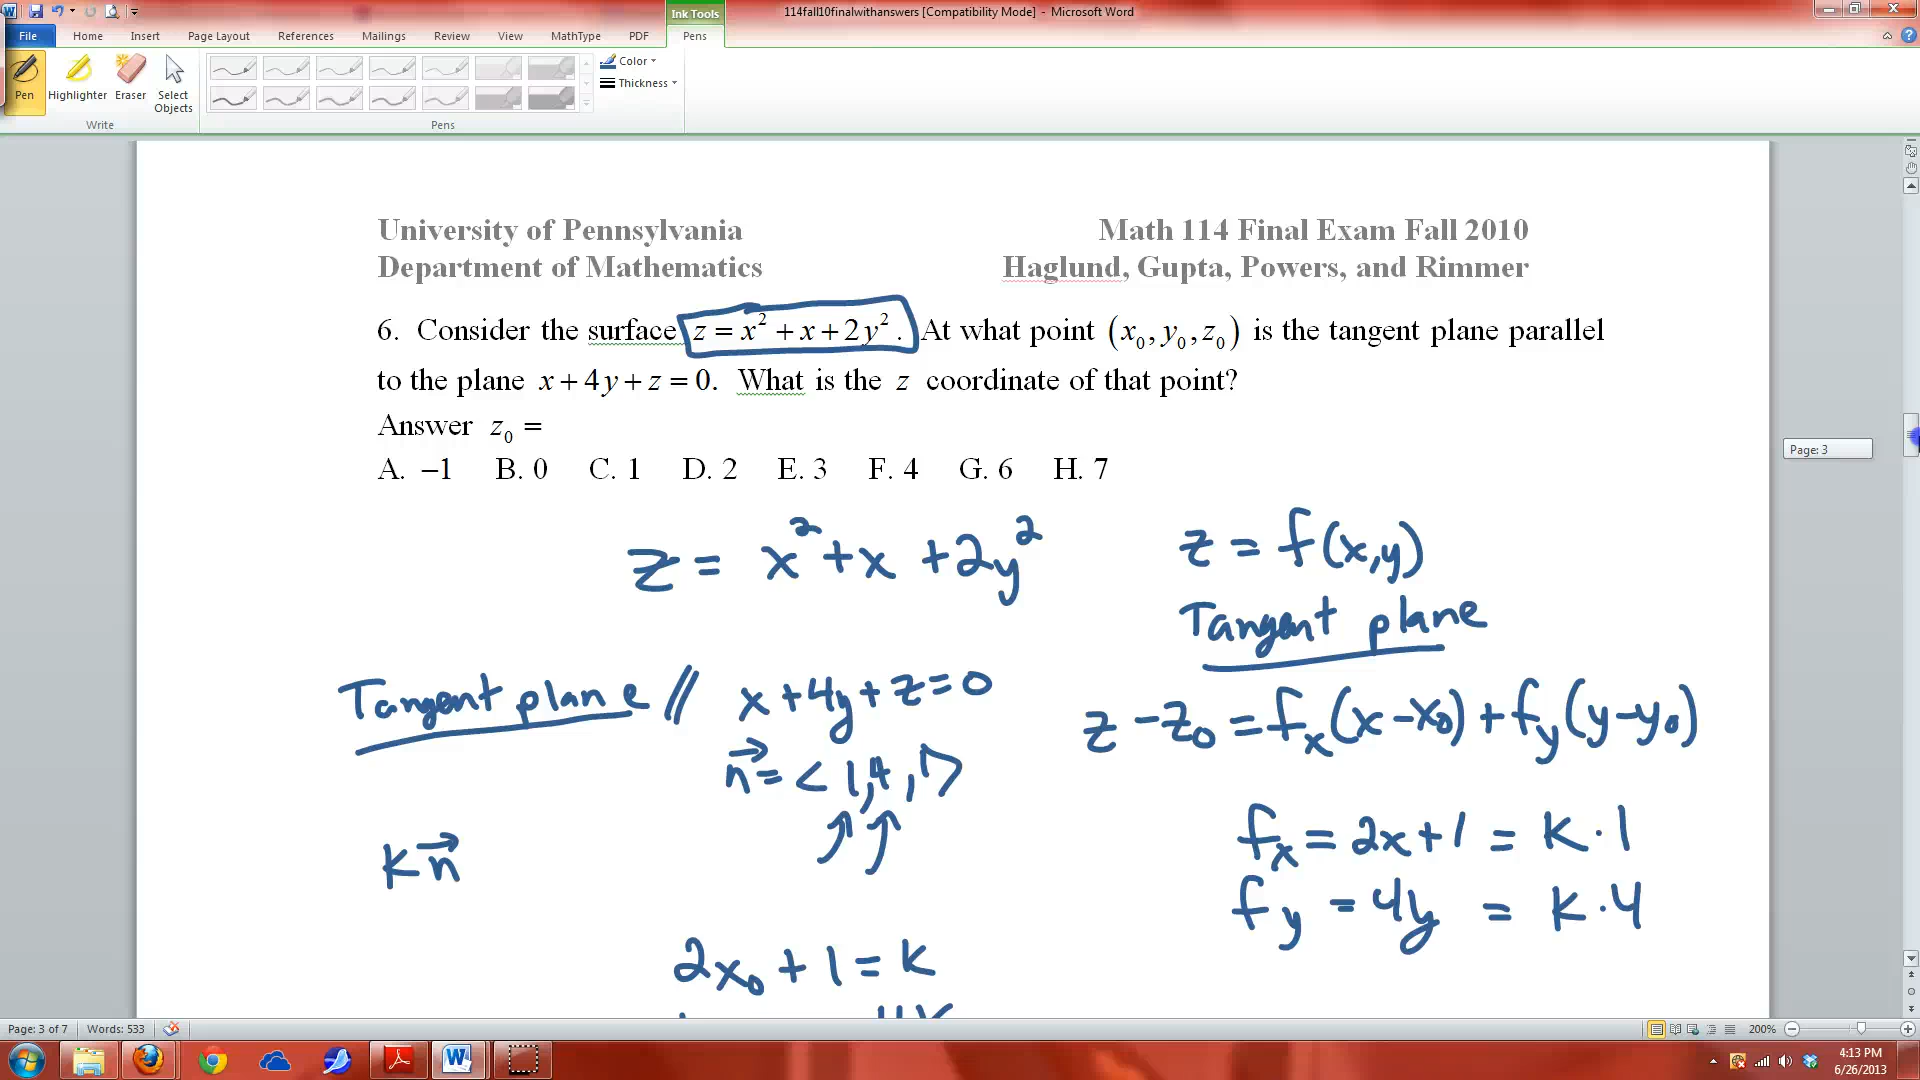 114fall10finalwithanswers [Compatibility Mode] - Microsoft Word
Ink Tools
File Home Insert Page Layout References Mailings Review View MathType PDF Pens
Pen Highlighter Eraser Select Objects
Color
Thickness
Write
Pens
University of Pennsylvania Math 114 Final Exam Fall 2010
Department of Mathematics Haglund, Gupta, Powers, and Rimmer
6. Consider the surface z = x² + x + 2y². At what point (x₀, y₀, z₀) is the tangent plane parallel
to the plane x + 4y + z = 0. What is the z coordinate of that point?
Answer z₀ =
A. −1 B. 0 C. 1 D. 2 E. 3 F. 4 G. 6 H. 7
Page: 3
z = x² + x + 2y²
z = f(x,y)
Tangent plane
Tangent plane // x + 4y + z = 0
z − z₀ = fₓ(x − x₀) + f_y(y − y₀)
n⃗ = < 1, 4, 1>
fₓ = 2x + 1 = k · 1
k n⃗
f_y = 4y = k · 4
2x₀ + 1 = k
4k
Page: 3 of 7 Words: 533
200%
4:13 PM
6/26/2013